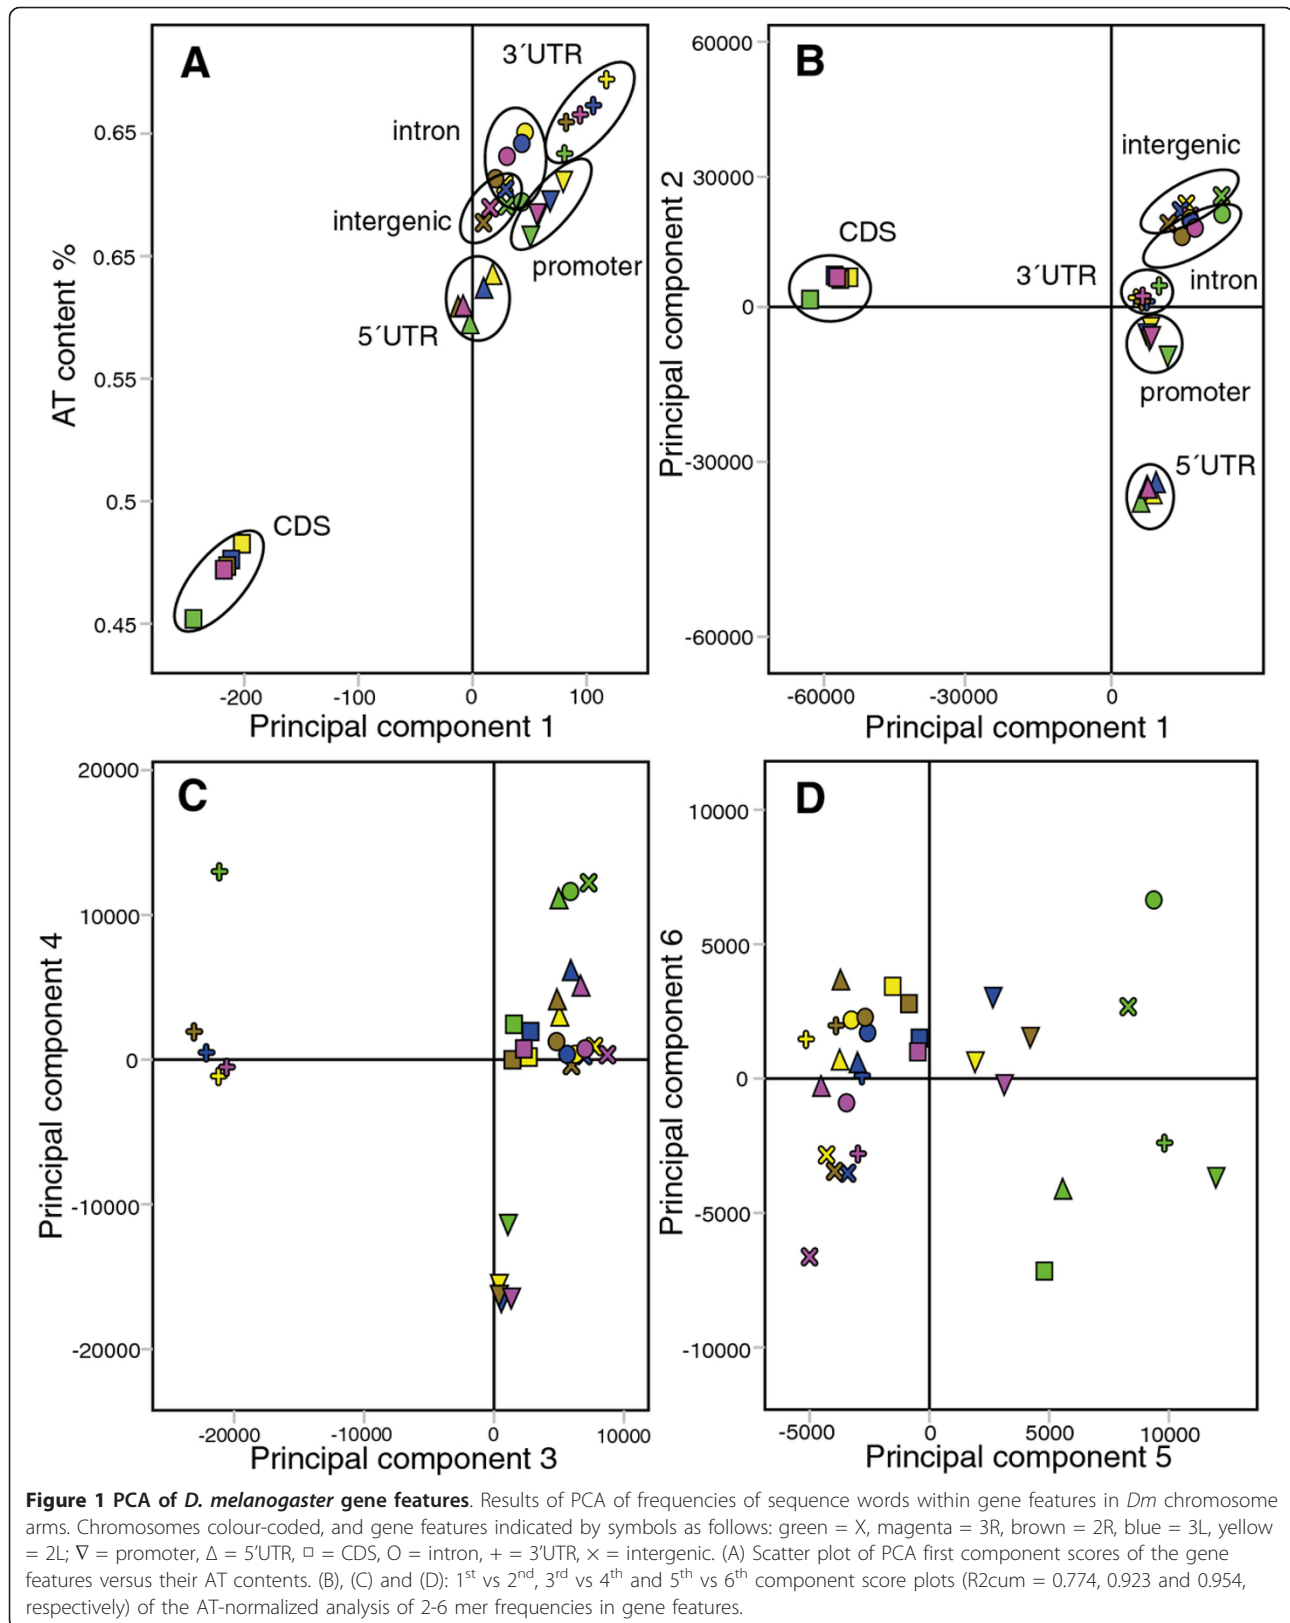 A
3´UTR
intron
intergenic
promoter
5´UTR
CDS
0.65
0.65
0.55
0.5
0.45
AT content %
-200
-100
0
100
Principal component 1
B
intergenic
CDS
3´UTR
intron
promoter
5´UTR
60000
30000
0
-30000
-60000
Principal component 2
-60000
-30000
0
Principal component 1
C
20000
10000
0
-10000
-20000
Principal component 4
-20000
-10000
0
10000
Principal component 3
D
10000
5000
0
-5000
-10000
Principal component 6
-5000
0
5000
10000
Principal component 5
Figure 1 PCA of D. melanogaster gene features. Results of PCA of frequencies of sequence words within gene features in Dm chromosome
arms. Chromosomes colour-coded, and gene features indicated by symbols as follows: green = X, magenta = 3R, brown = 2R, blue = 3L, yellow
= 2L; ∇ = promoter, Δ = 5'UTR, □ = CDS, O = intron, + = 3'UTR, × = intergenic. (A) Scatter plot of PCA first component scores of the gene
features versus their AT contents. (B), (C) and (D): 1st vs 2nd, 3rd vs 4th and 5th vs 6th component score plots (R2cum = 0.774, 0.923 and 0.954,
respectively) of the AT-normalized analysis of 2-6 mer frequencies in gene features.